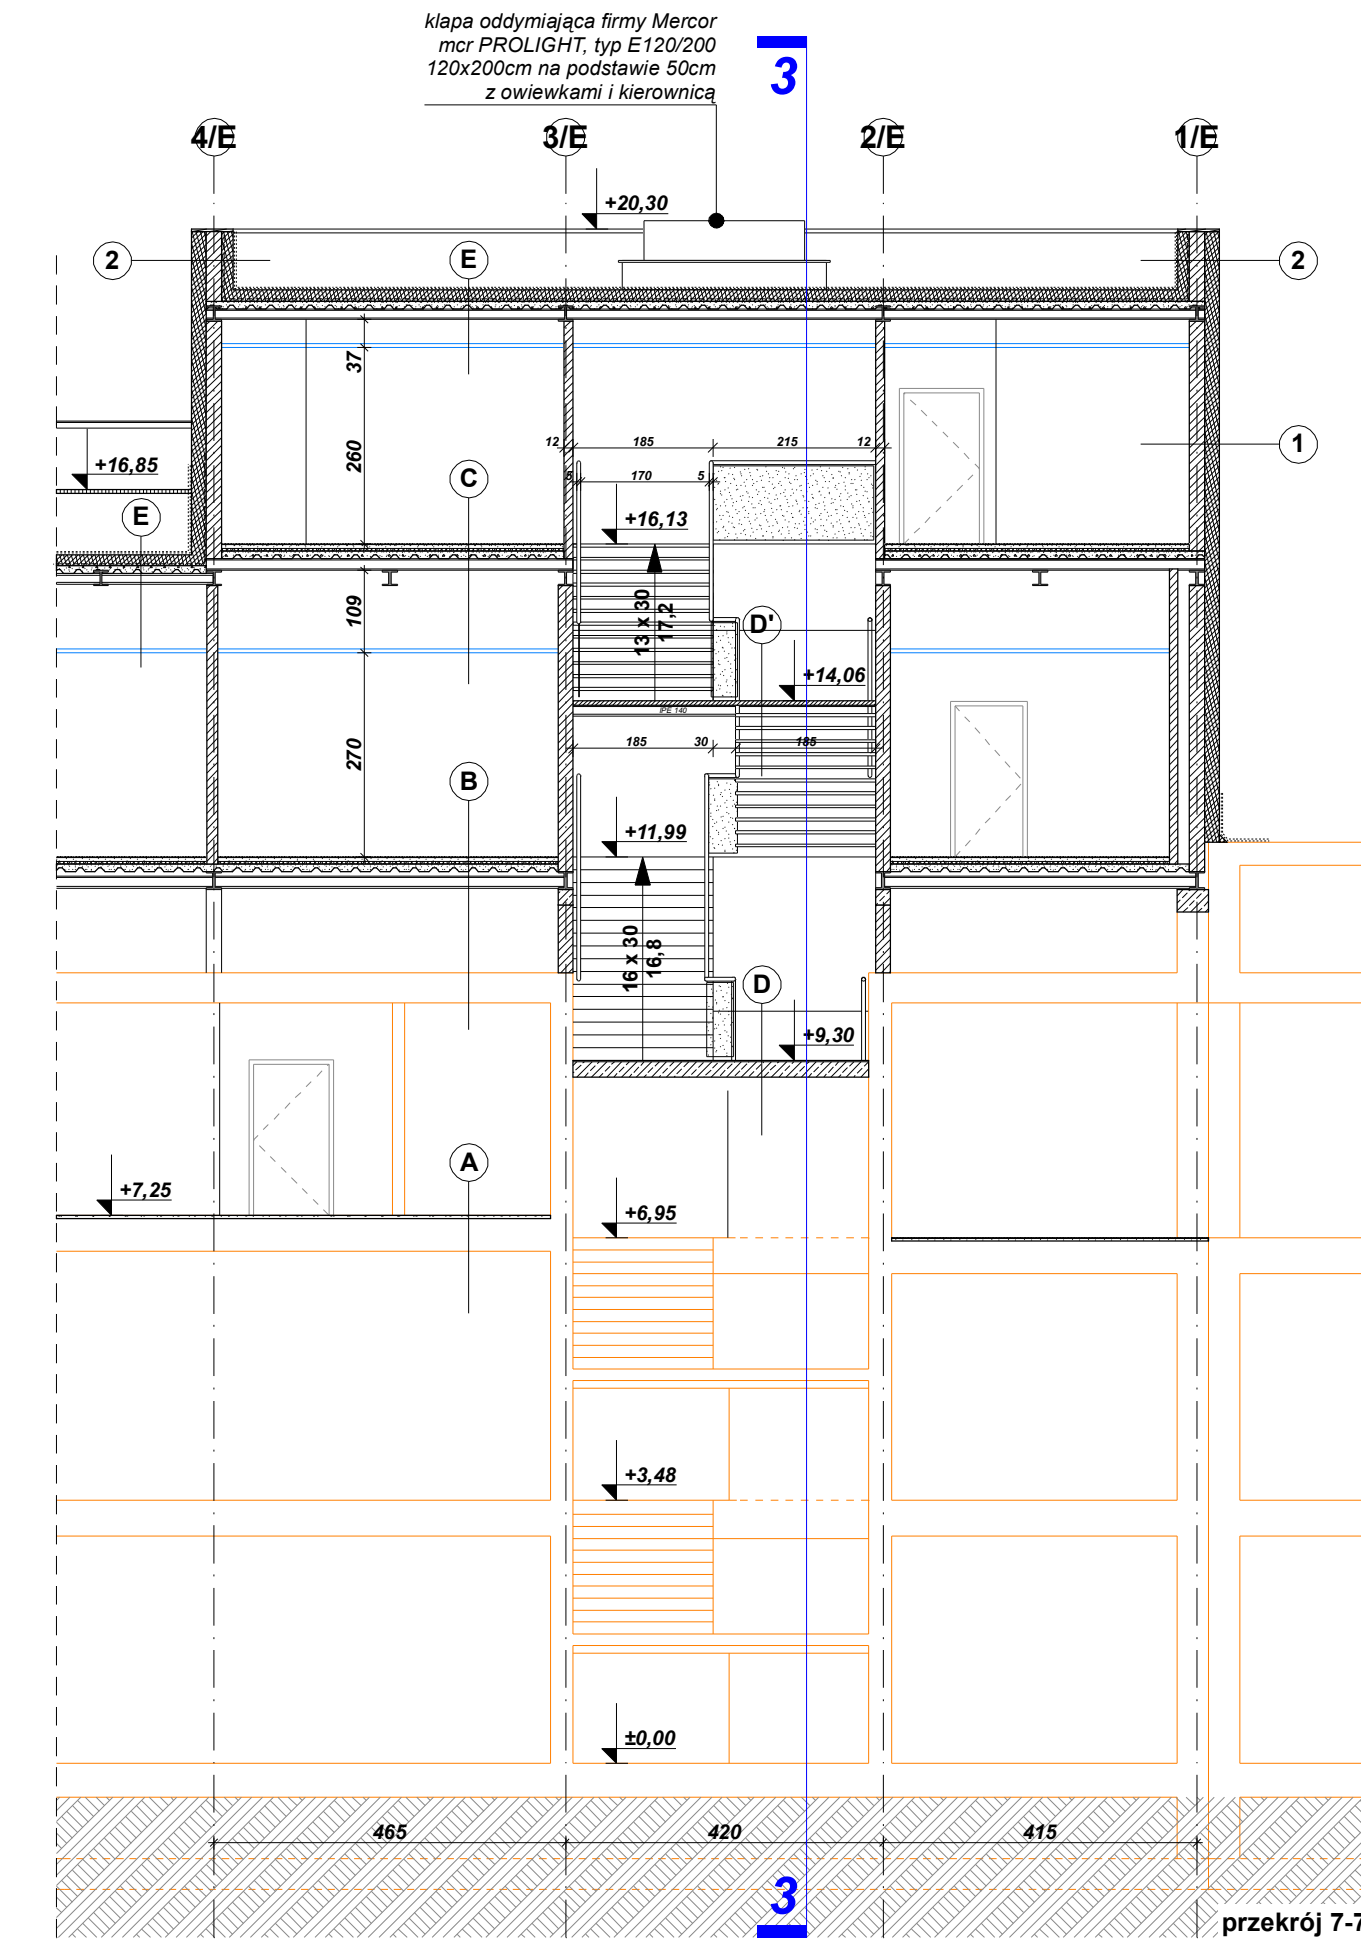 klapa oddymiająca firmy Mercor
mcr PROLIGHT, typ E120/200
120x200cm na podstawie 50cm
z owiewkami i kierownicą
3
4/E
3/E
2/E
1/E
+20,30
2
E
2
37
12
185
215
12
1
260
+16,85
C
5
170
5
E
+16,13
109
13 x 30
17,2
D'
+14,06
IPE 140
185
30
185
270
B
+11,99
16 x 30
16,8
D
+9,30
A
+7,25
+6,95
+3,48
±0,00
465
420
415
3
przekrój 7-7